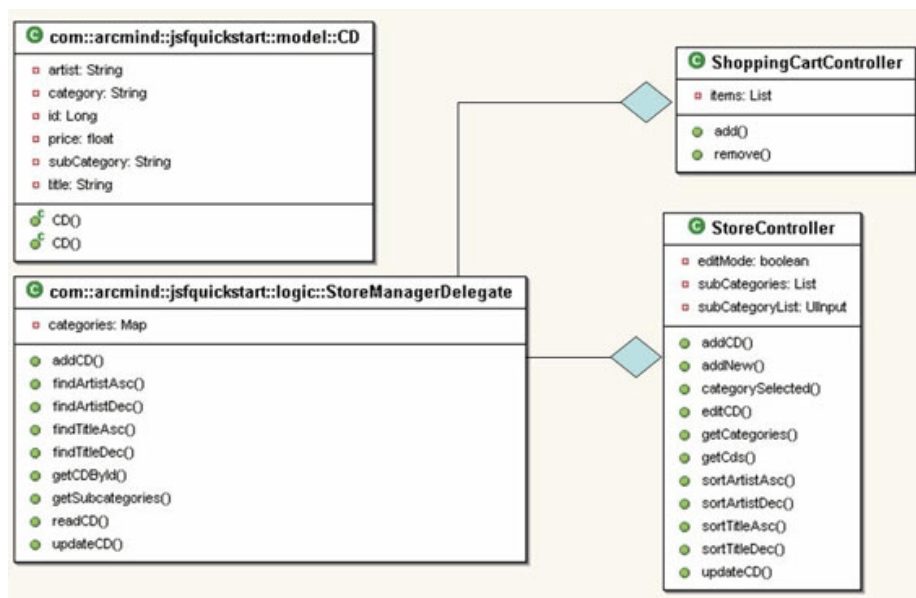 C com::arcmind::jsfquickstart::model::CD
artist: String
category: String
id: Long
price: float
subCategory: String
title: String
C CD()
C CD()
C com::arcmind::jsfquickstart::logic::StoreManagerDelegate
categories: Map
addCD()
findArtistAsc()
findArtistDec()
findTitleAsc()
findTitleDec()
getCDById()
getSubcategories()
readCD()
updateCD()
C ShoppingCartController
items: List
add()
remove()
C StoreController
editMode: boolean
subCategories: List
subCategoryList: UIInput
addCD()
addNew()
categorySelected()
editCD()
getCategories()
getCds()
sortArtistAsc()
sortArtistDec()
sortTitleAsc()
sortTitleDec()
updateCD()